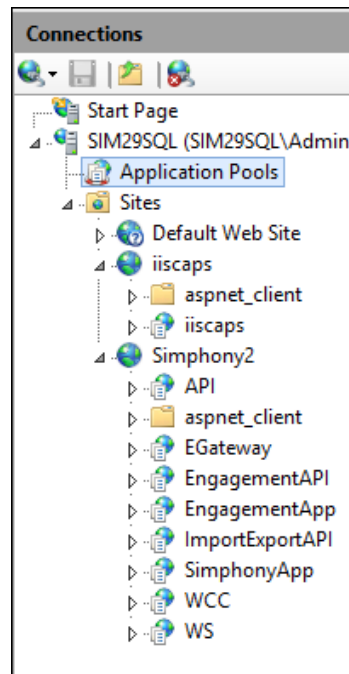 Connections
Start Page
SIM29SQL (SIM29SQL\Admin
Application Pools
Sites
Default Web Site
iiscaps
aspnet_client
iiscaps
Simphony2
API
aspnet_client
EGateway
EngagementAPI
EngagementApp
ImportExportAPI
SimphonyApp
WCC
WS